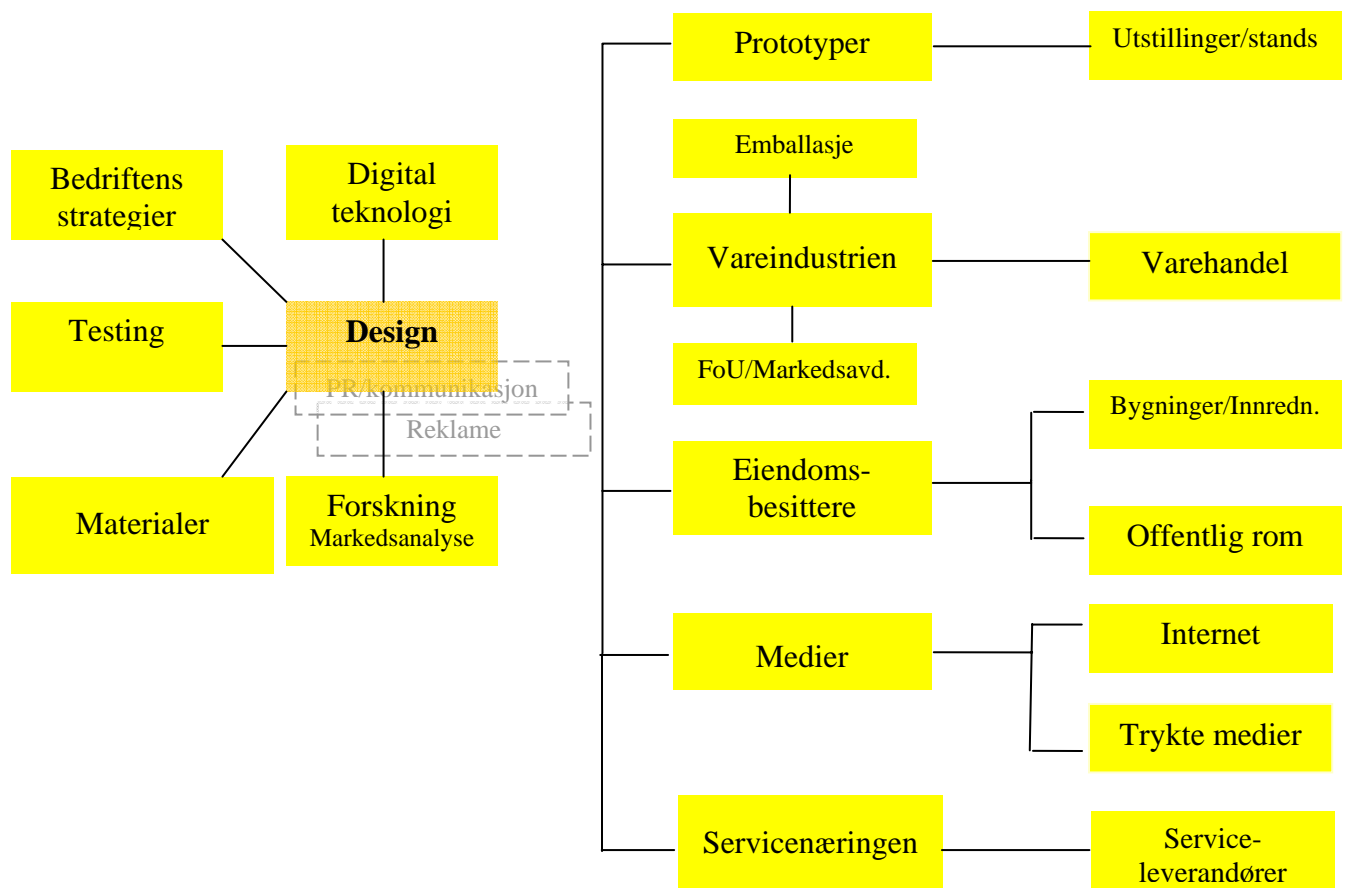 Bedriftens
strategier
Digital
teknologi
Testing
Design
PR/kommunikasjon
Reklame
Materialer
Forskning
Markedsanalyse
Prototyper
Utstillinger/stands
Emballasje
Vareindustrien
Varehandel
FoU/Markedsavd.
Eiendoms-
besittere
Bygninger/Innredn.
Offentlig rom
Medier
Internet
Trykte medier
Servicenæringen
Service-
leverandører